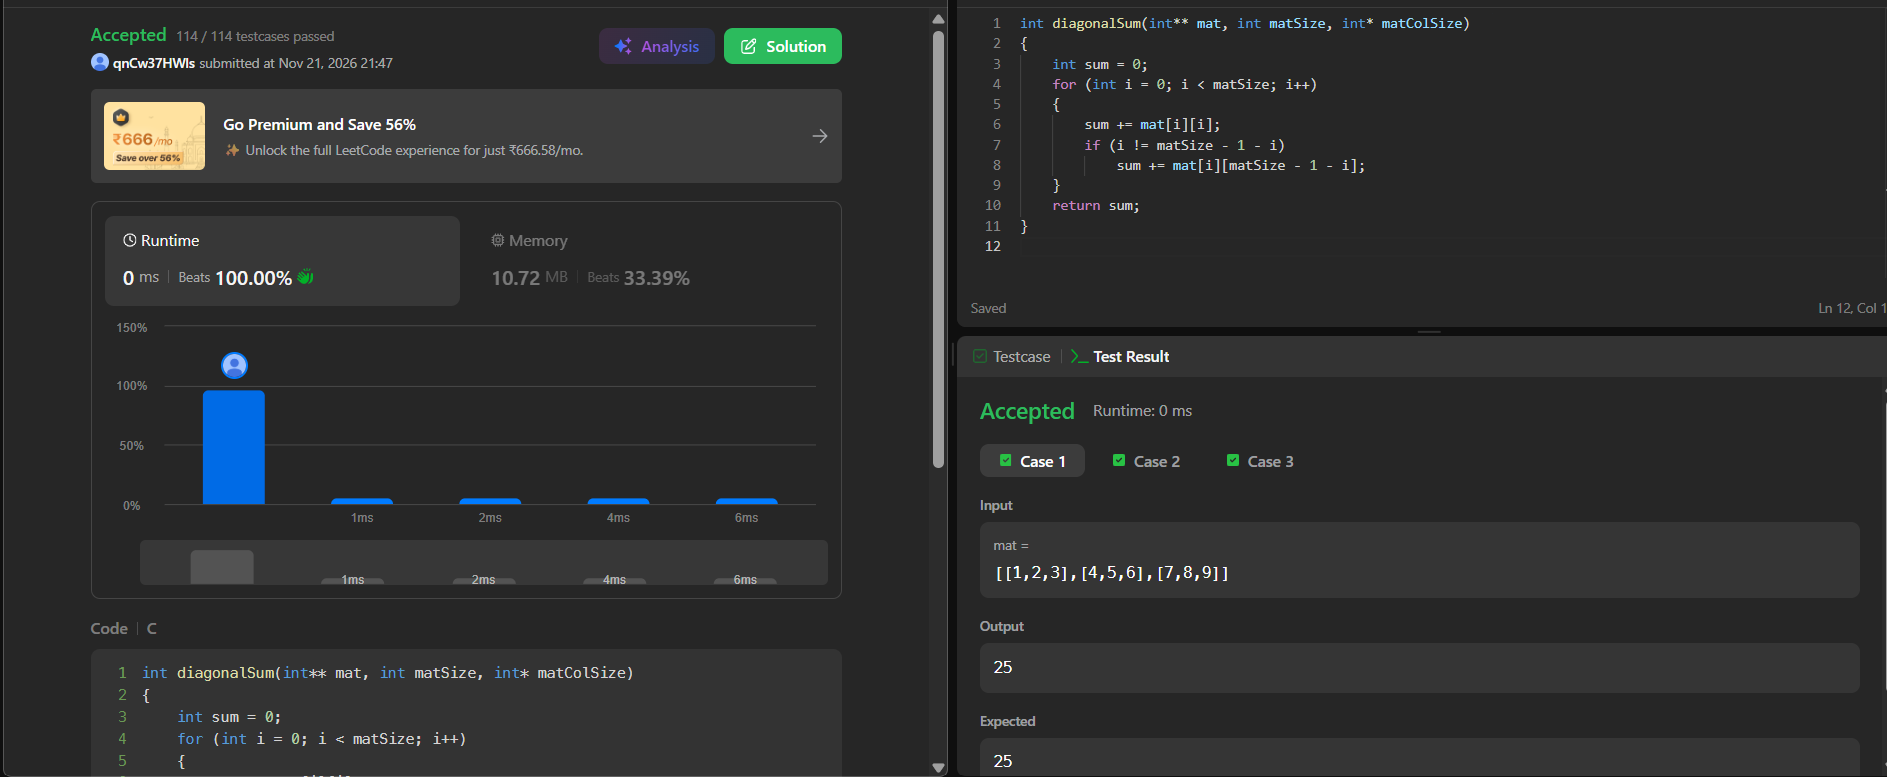 Accepted 114 / 114 testcases passed
qnCw37HWls submitted at Nov 21, 2026 21:47
Analysis
Solution
₹666 /mo
Save over 56%
Go Premium and Save 56%
✨ Unlock the full LeetCode experience for just ₹666.58/mo.
Runtime
0 ms | Beats 100.00%
Memory
10.72 MB | Beats 33.39%
150%
100%
50%
0%
1ms 2ms 4ms 6ms
1ms 2ms 4ms 6ms
Code | C
1 int diagonalSum(int** mat, int matSize, int* matColSize)
2 {
3     int sum = 0;
4     for (int i = 0; i < matSize; i++)
5     {
1 int diagonalSum(int** mat, int matSize, int* matColSize)
2 {
3     int sum = 0;
4     for (int i = 0; i < matSize; i++)
5     {
6         sum += mat[i][i];
7         if (i != matSize - 1 - i)
8             sum += mat[i][matSize - 1 - i];
9     }
10     return sum;
11 }
12
Saved
Ln 12, Col 1
Testcase | Test Result
Accepted Runtime: 0 ms
Case 1 Case 2 Case 3
Input
mat =
[[1,2,3],[4,5,6],[7,8,9]]
Output
25
Expected
25